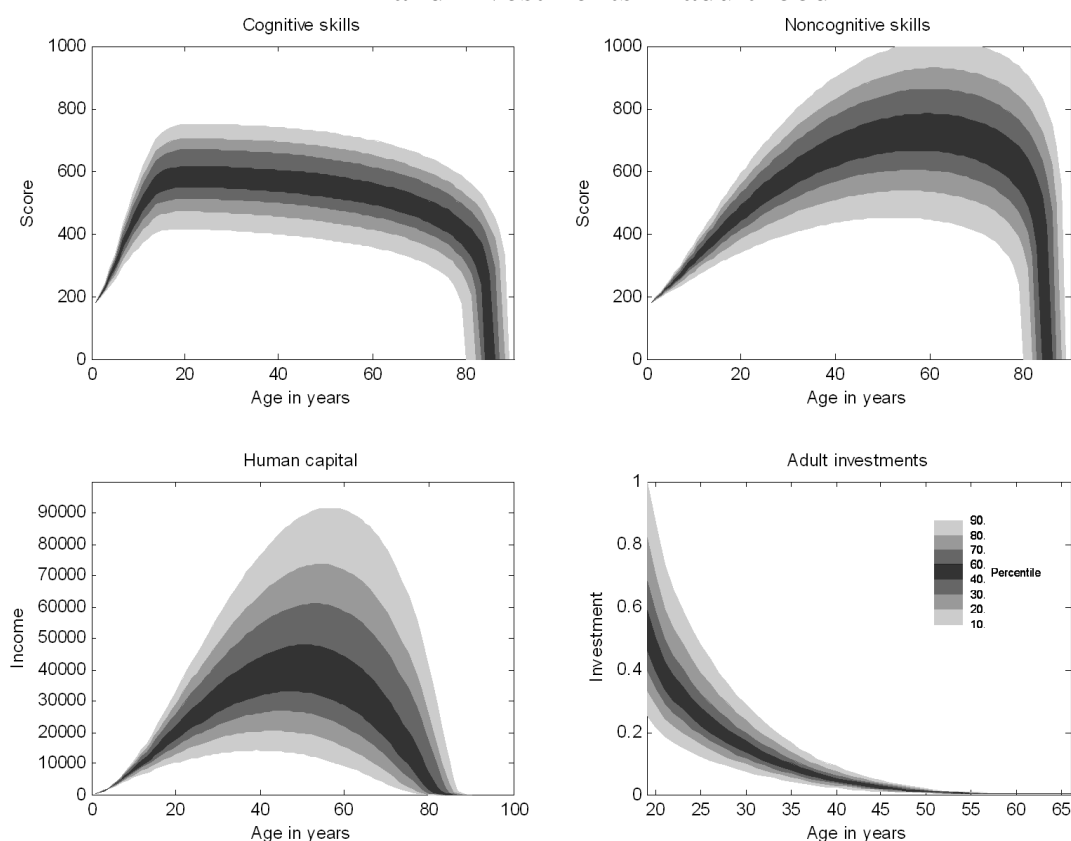 Cognitive skills
1000
800
600
400
200
0
Score
0 20 40 60 80
Age in years
Noncognitive skills
1000
800
600
400
200
0
Score
0 20 40 60 80
Age in years
Human capital
90000
80000
70000
60000
50000
40000
30000
20000
10000
0
Income
0 20 40 60 80 100
Age in years
Adult investments
1
0.8
0.6
0.4
0.2
0
Investment
20 25 30 35 40 45 50 55 60 65
Age in years
90.
80.
70.
60.
40.
30.
20.
10.
Percentile